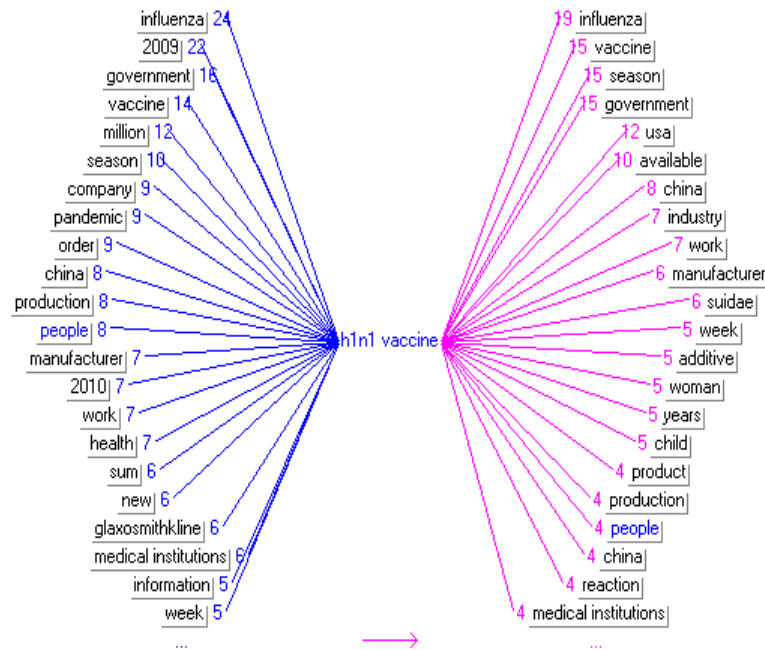 influenza 24
2009 22
government 16
vaccine 14
million 12
season 10
company 9
pandemic 9
order 9
china 8
production 8
people 8
manufacturer 7
2010 7
work 7
health 7
sum 6
new 6
glaxosmithkline 6
medical institutions 6
information 5
week 5
...
h1n1 vaccine
19 influenza
15 vaccine
15 season
15 government
12 usa
10 available
8 china
7 industry
7 work
6 manufacturer
6 suidae
5 week
5 additive
5 woman
5 years
5 child
4 product
4 production
4 people
4 china
4 reaction
4 medical institutions
...